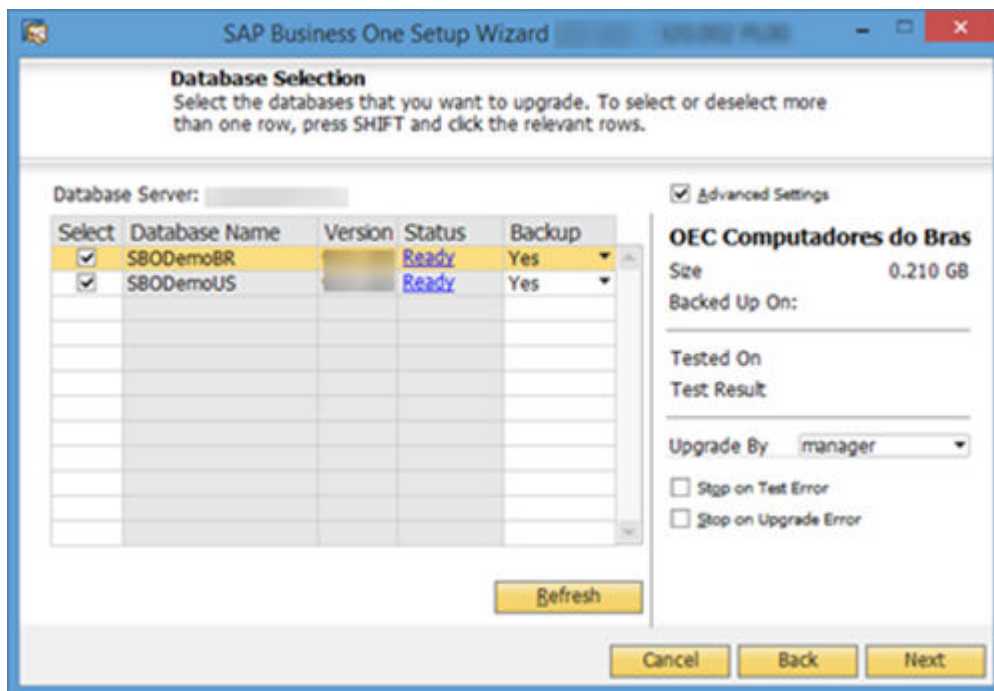 SAP Business One Setup Wizard
Database Selection
Select the databases that you want to upgrade. To select or deselect more
than one row, press SHIFT and click the relevant rows.
Database Server:
Select Database Name Version Status Backup
SBODemoBR Ready Yes
SBODemoUS Ready Yes
Refresh
Advanced Settings
OEC Computadores do Bras
Size 0.210 GB
Backed Up On:
Tested On
Test Result
Upgrade By manager
Stop on Test Error
Stop on Upgrade Error
Cancel Back Next